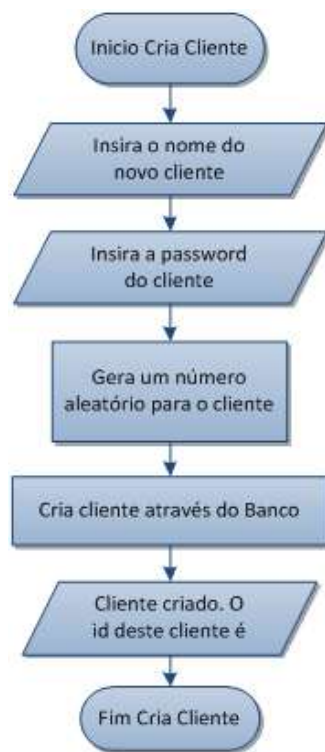 Inicio Cria Cliente
Insira o nome do
novo cliente
Insira a password
do cliente
Gera um número
aleatório para o cliente
Cria cliente através do Banco
Cliente criado. O
id deste cliente é
Fim Cria Cliente